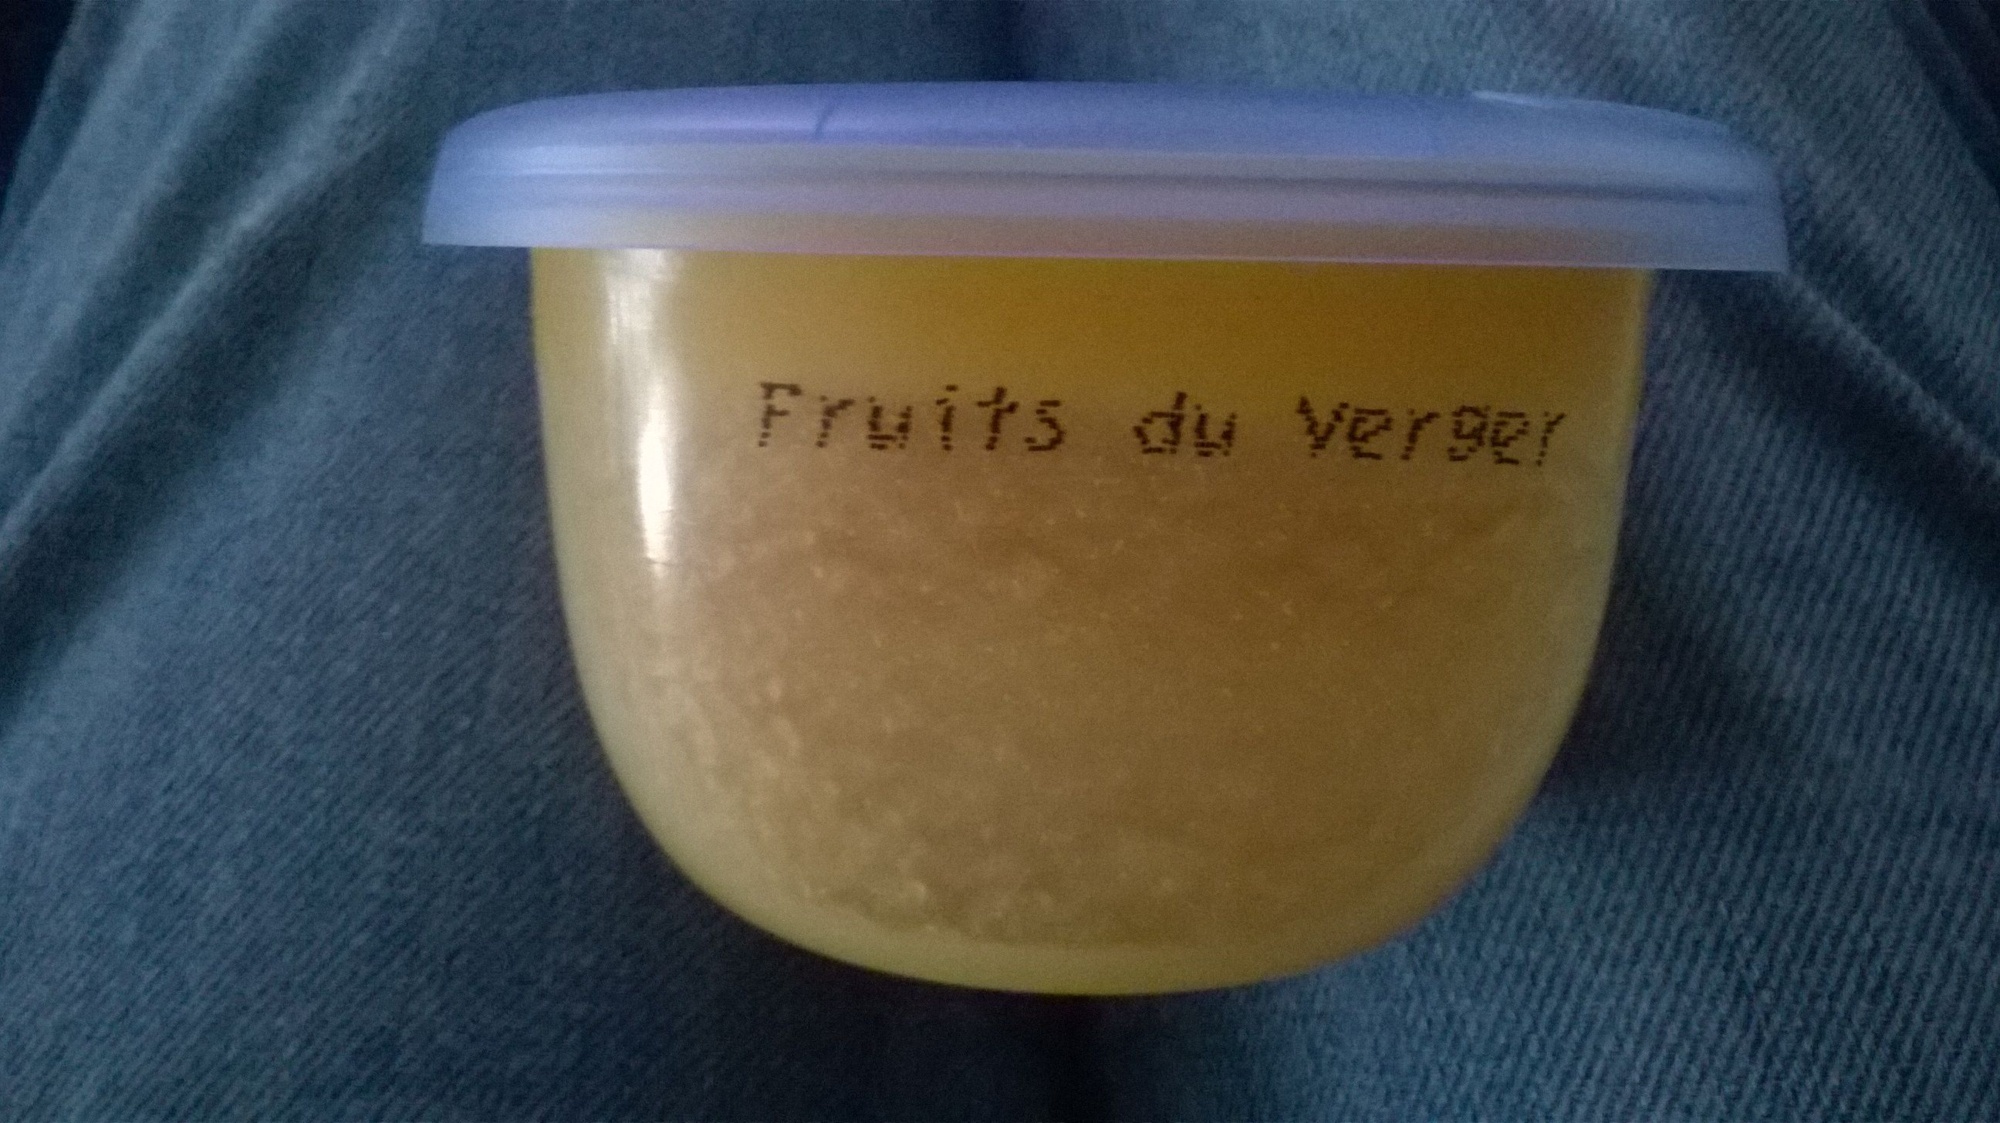 Fruits du verger